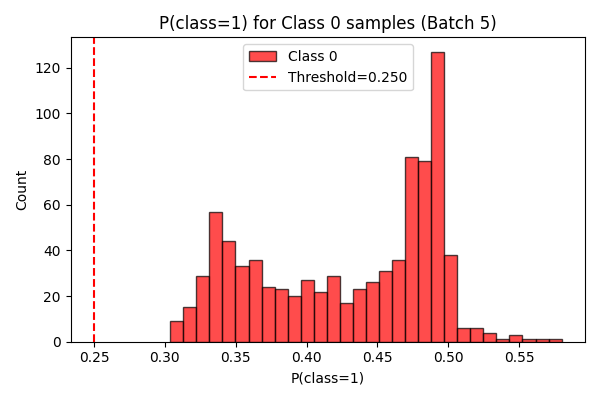 P(class=1) for Class 0 samples (Batch 5)
Class 0
Threshold=0.250
Count
120
100
80
60
40
20
0
0.25 0.30 0.35 0.40 0.45 0.50 0.55
P(class=1)